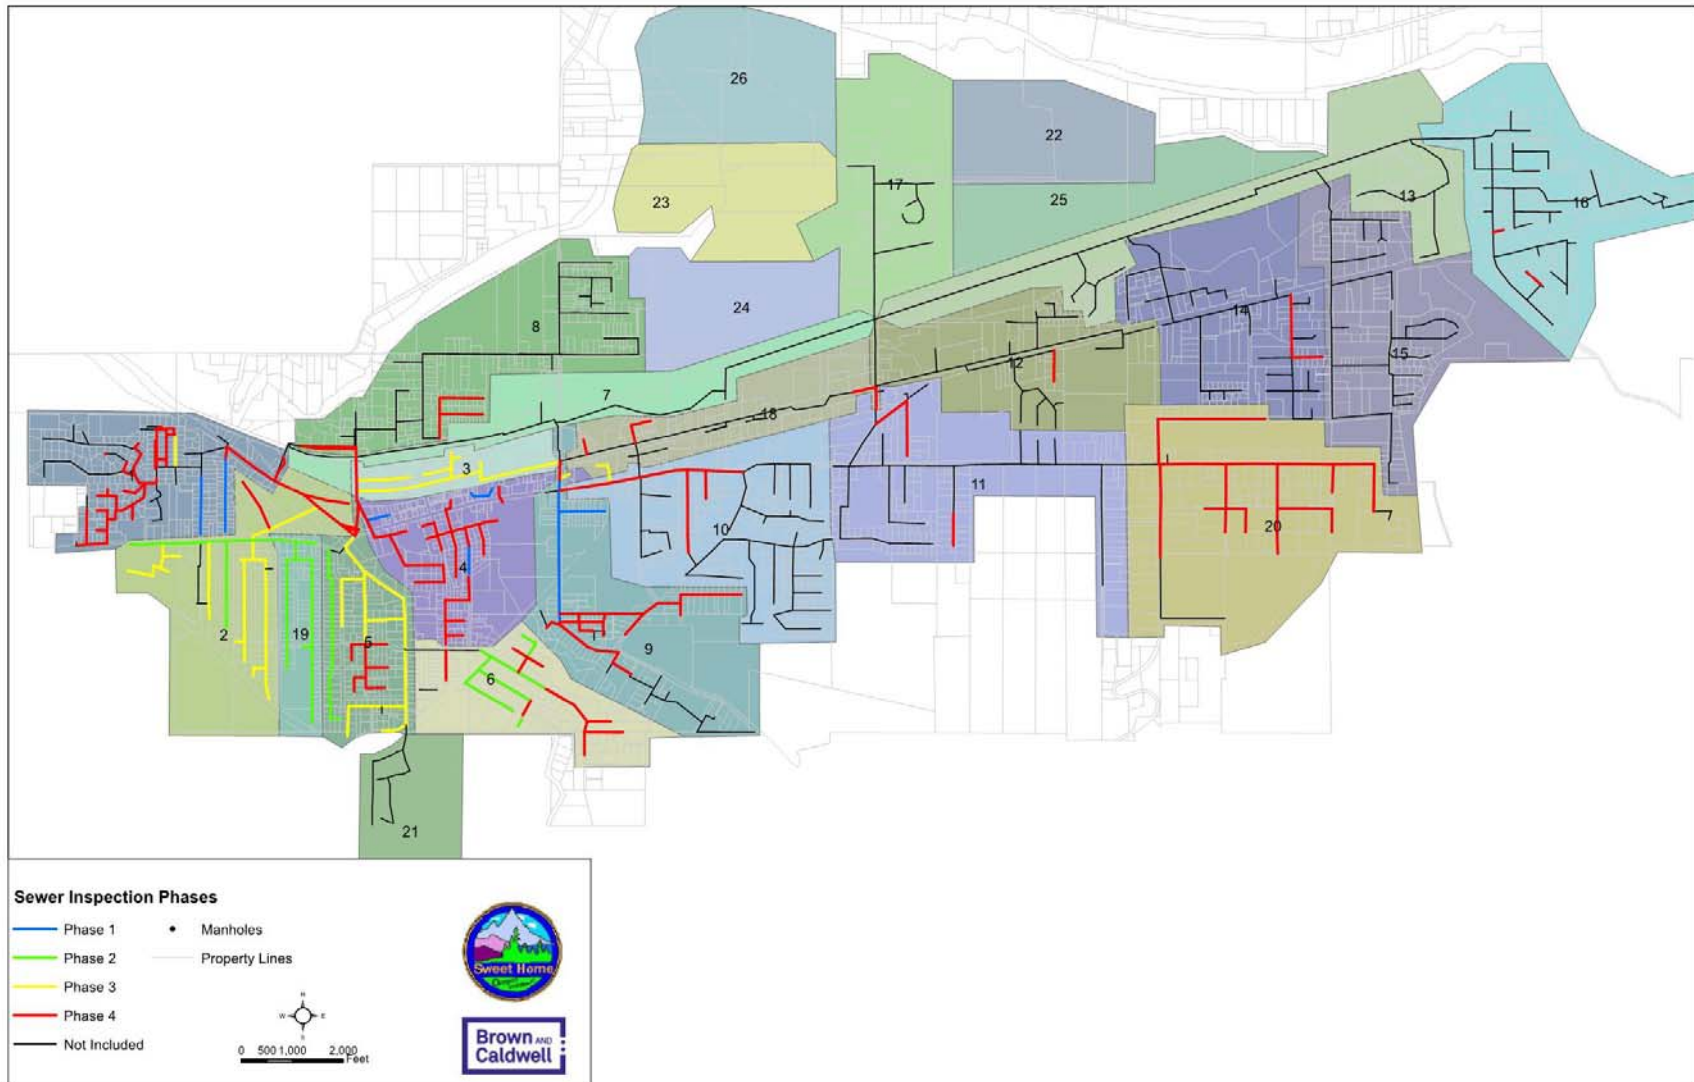 26
22
17
23
25
13
16
24
8
14
15
12
7
18
3
11
10
20
4
2
19
5
9
6
21
Sewer Inspection Phases
Phase 1
Manholes
Phase 2
Property Lines
Phase 3
Phase 4
Not Included
N
W
E
S
0 500 1,000 2,000
Feet
Sweet Home
Brown AND
Caldwell